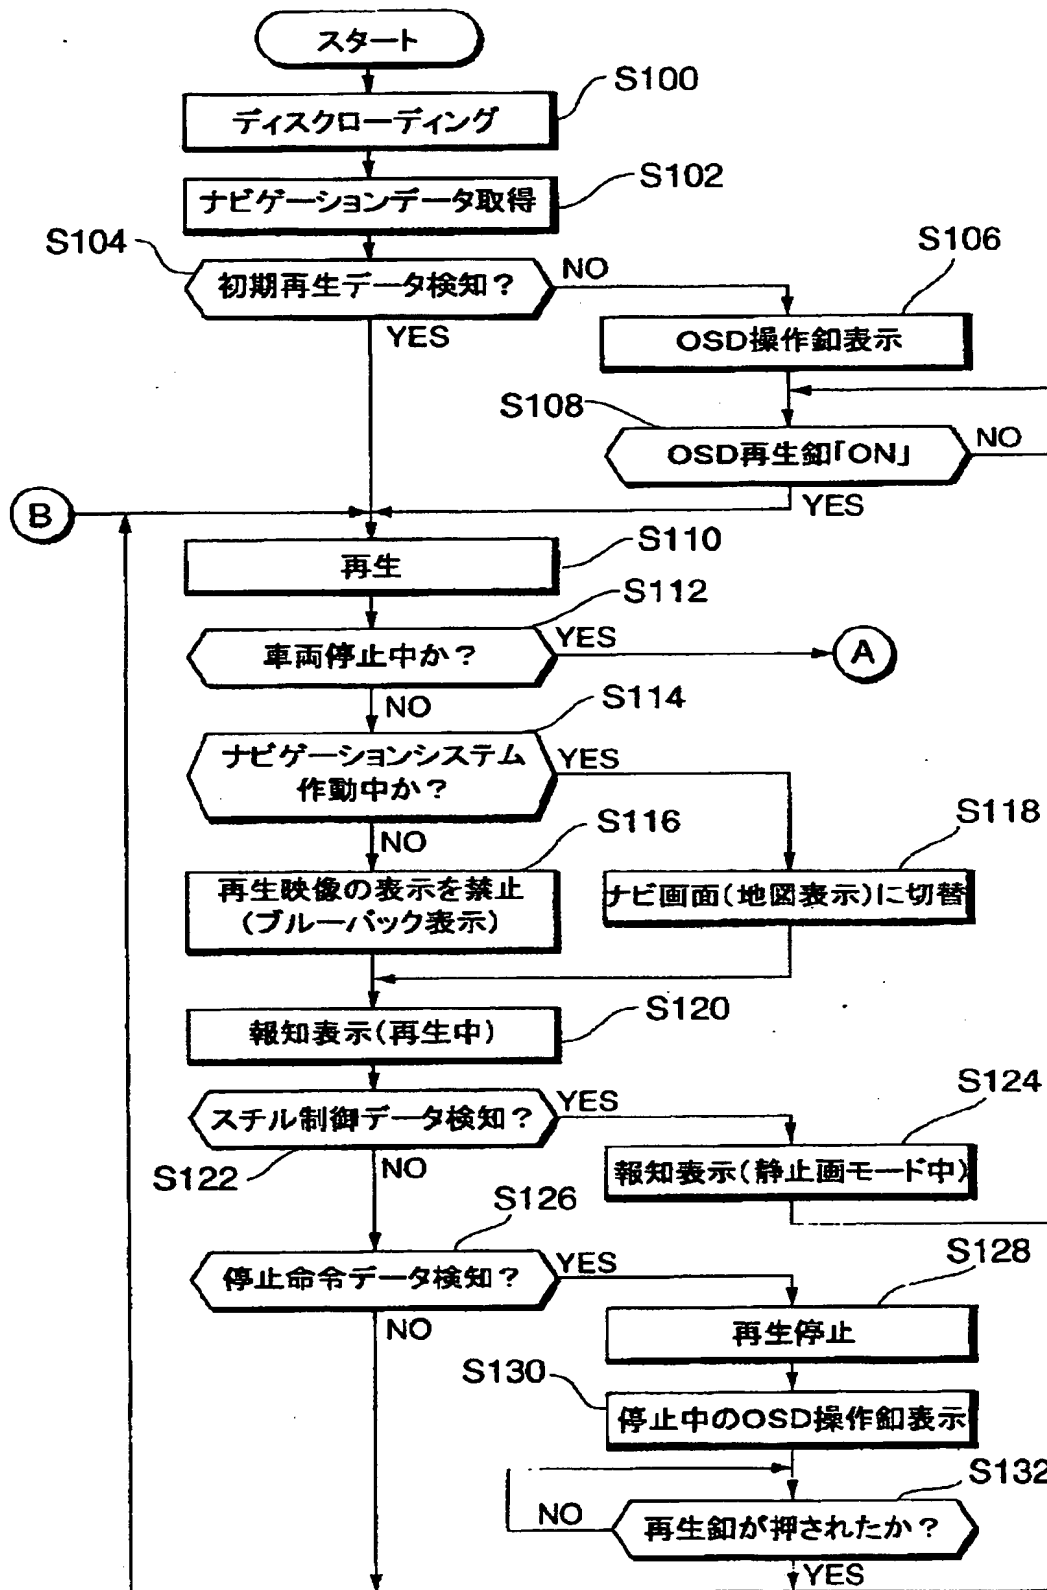 スタート
S100
ディスクローディング
S102
ナビゲーションデータ取得
S104
初期再生データ検知？
NO
YES
S106
OSD操作釦表示
S108
OSD再生釦「ON」
NO
YES
B
S110
再生
S112
車両停止中か？
YES
A
NO
S114
ナビゲーションシステム
作動中か？
YES
NO
S116
再生映像の表示を禁止
（ブルーバック表示）
S118
ナビ画面（地図表示）に切替
S120
報知表示（再生中）
スチル制御データ検知？
YES
S122
NO
S124
報知表示（静止画モード中）
S126
停止命令データ検知？
YES
NO
S128
再生停止
S130
停止中のOSD操作釦表示
S132
再生釦が押されたか？
NO
YES